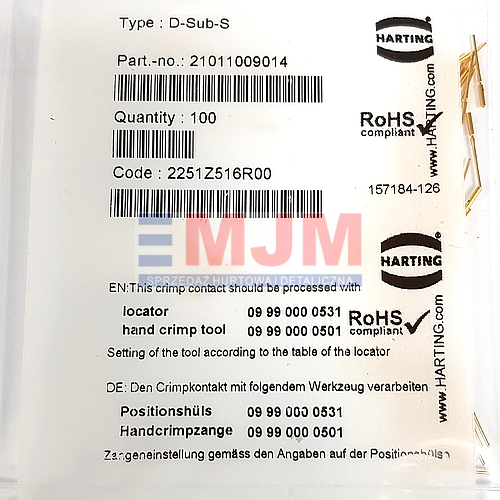 Type : D-Sub-S
HARTING
Part.-no.: 21011009014
Quantity : 100
RoHS
compliant
www.HARTING.com
Code : 2251Z516R00
157184-126
MJM
SPRZEDAŻ HURTOWA I DETALICZNA
HARTING
EN:This crimp contact should be processed with
locator 09 99 000 0531
hand crimp tool 09 99 000 0501
RoHS
compliant
www.HARTING.com
Setting of the tool according to the table of the locator
DE: Den Crimpkontakt mit folgendem Werkzeug verarbeiten
Positionshüls 09 99 000 0531
Handcrimpzange 09 99 000 0501
Zangeneinstellung gemäss den Angaben auf der Positionshülsn